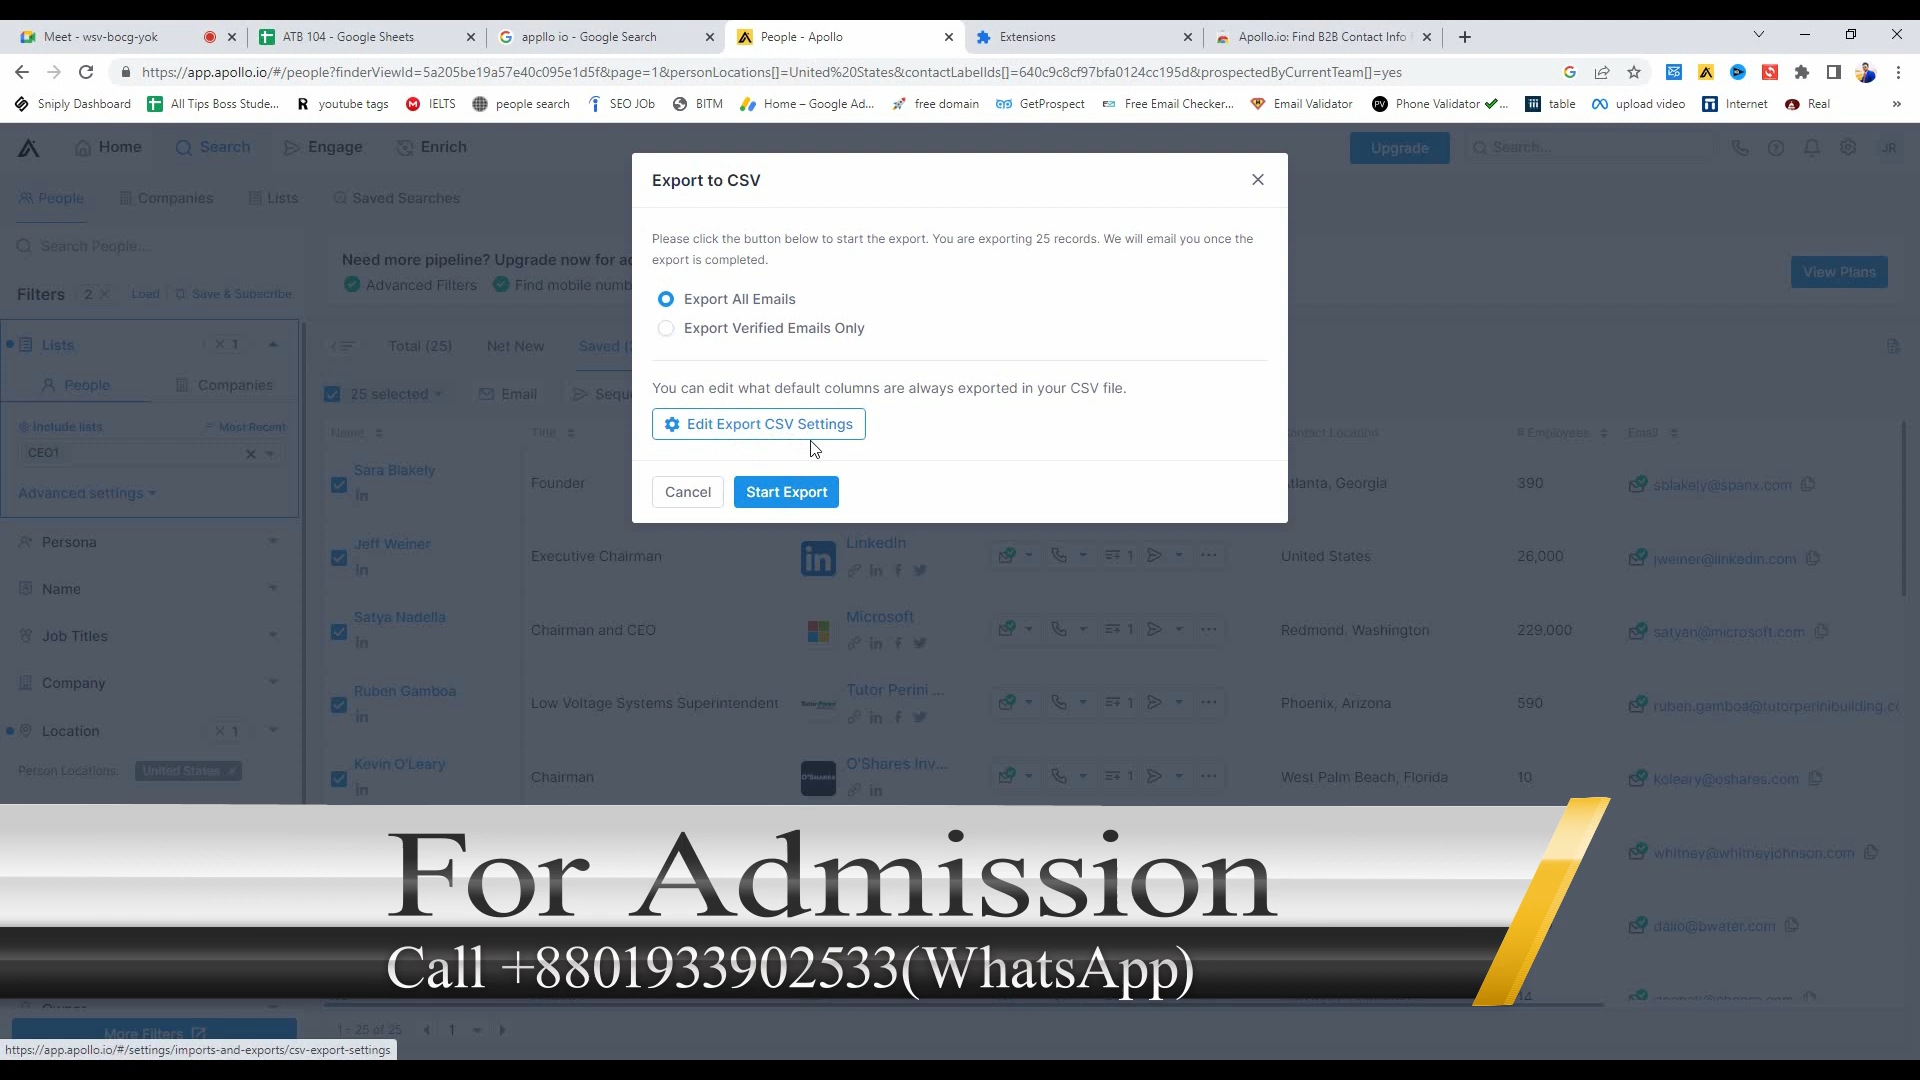 Meet - wsv-bocg-yok
ATB 104 - Google Sheets
appllo io - Google Search
People - Apollo
Extensions
Apollo.io: Find B2B Contact Info
https://app.apollo.io/#/people?finderViewId=5a205be19a57e40c095e1d5f&page=1&personLocations[]=United%20States&contactLabelIds[]=640c9c8cf97bfa0124cc195d&prospectedByCurrentTeam[]=yes
Sniply Dashboard
All Tips Boss Stude...
youtube tags
IELTS
people search
SEO JOb
BITM
Home – Google Ad...
free domain
GetProspect
Free Email Checker...
Email Validator
Phone Validator ✔...
table
upload video
Internet
Real
Home
Search
Engage
Enrich
Upgrade
Search...
JR
People
Companies
Lists
Saved Searches
Search People...
Need more pipeline? Upgrade now for ac
Advanced Filters
Find mobile numb
View Plans
Filters 2
Load
Save & Subscribe
Export to CSV
Please click the button below to start the export. You are exporting 25 records. We will email you once the
export is completed.
Export All Emails
Export Verified Emails Only
You can edit what default columns are always exported in your CSV file.
Edit Export CSV Settings
Cancel
Start Export
Lists
1
People
Companies
Include lists
Most Recent
CEO1
Advanced settings
Persona
Name
Job Titles
Company
Location
1
Person Locations:
United States
More Filters
Total (25)
Net New
Saved (
25 selected
Email
Sequ
Name
Title
Contact Location
# Employees
Email
Sara Blakely
Founder
Atlanta, Georgia
390
sblakely@spanx.com
Jeff Weiner
Executive Chairman
LinkedIn
1
United States
26,000
jweiner@linkedin.com
Satya Nadella
Chairman and CEO
Microsoft
1
Redmond, Washington
229,000
satyan@microsoft.com
Ruben Gamboa
Low Voltage Systems Superintendent
Tutor Perini ...
1
Phoenix, Arizona
590
ruben.gamboa@tutorperinibuilding.co
Kevin O'Leary
Chairman
O'Shares Inv...
1
West Palm Beach, Florida
10
koleary@oshares.com
whitney@whitneyjohnson.com
dalio@bwater.com
14
For Admission
Call +8801933902533(WhatsApp)
1 - 25 of 25
1
https://app.apollo.io/#/settings/imports-and-exports/csv-export-settings